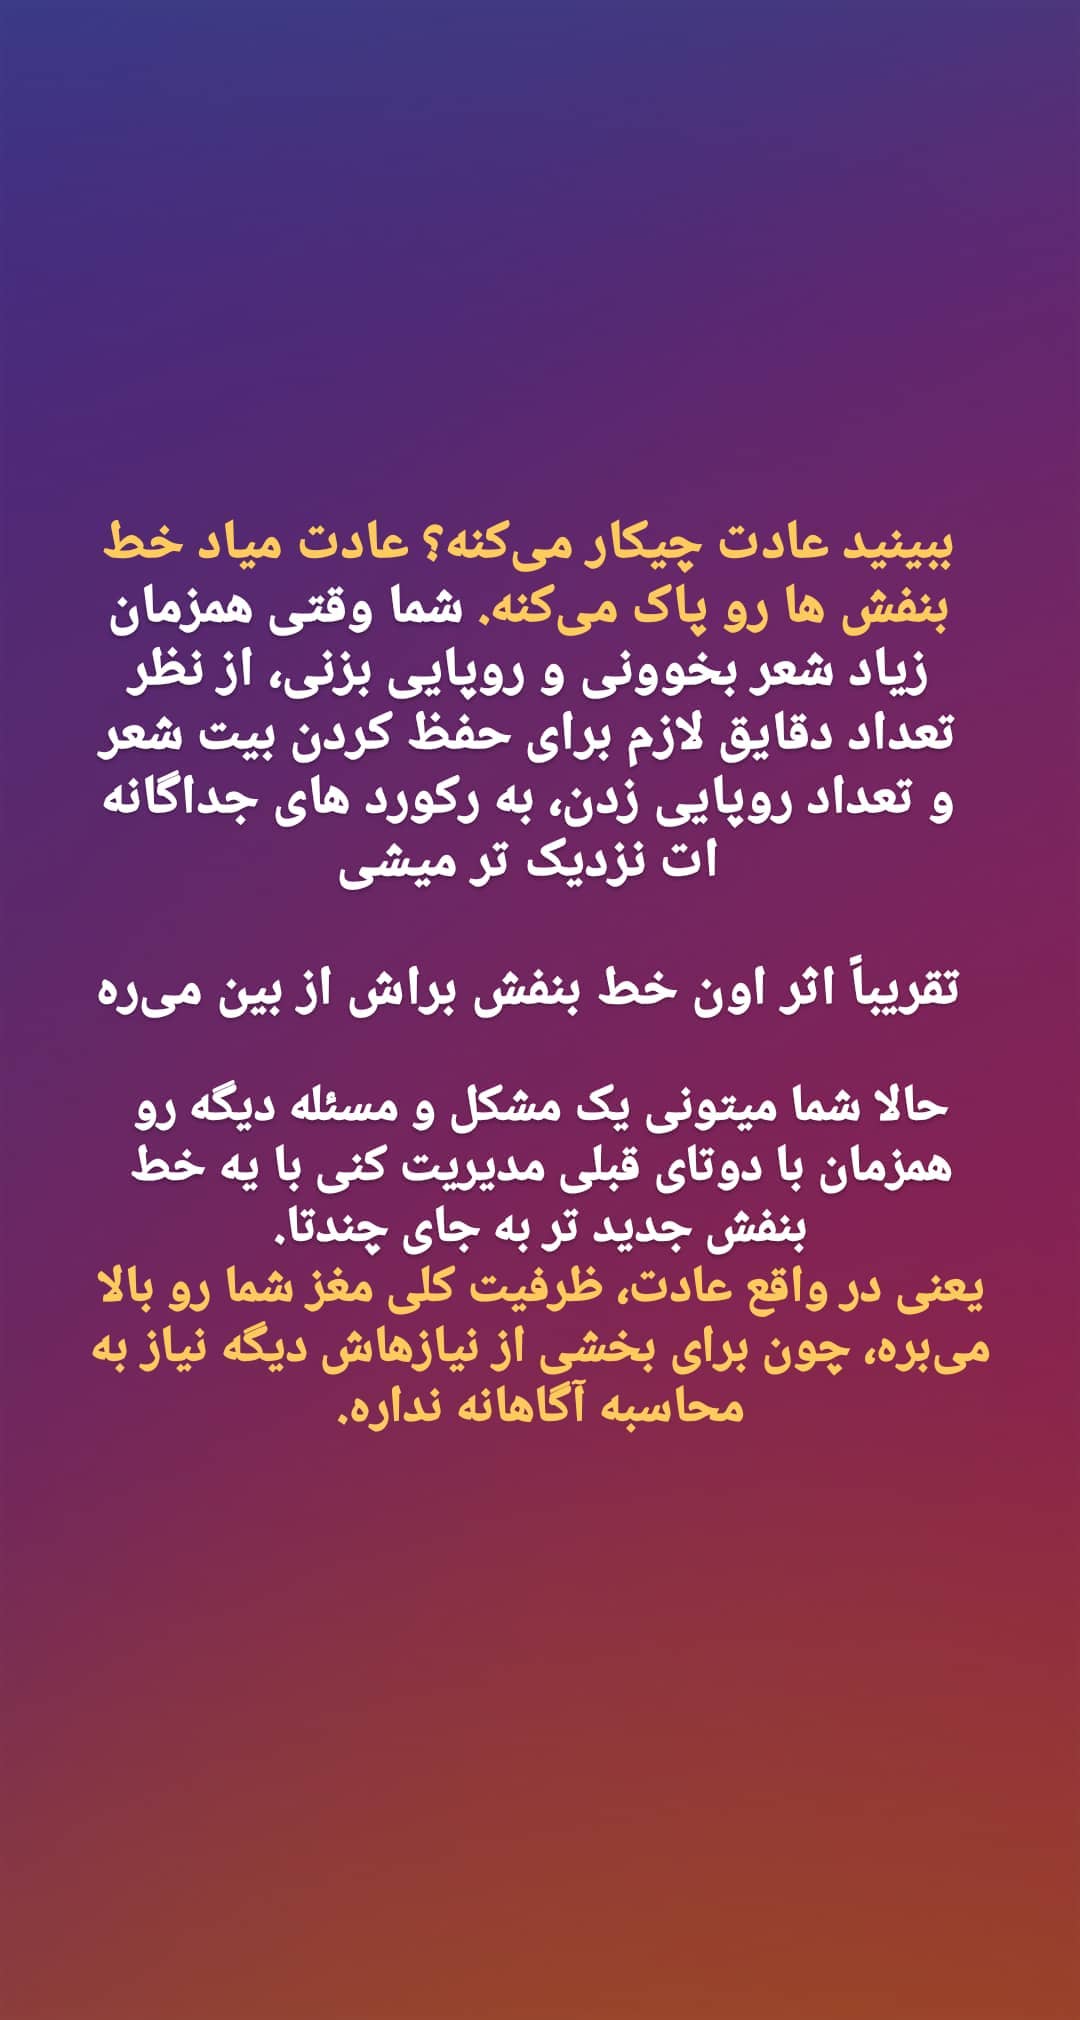 ببینید عادت چیکار می‌کنه؟ عادت میاد خط
بنفش ها رو پاک می‌کنه. شما وقتی همزمان
زیاد شعر بخوونی و روپایی بزنی، از نظر
تعداد دقایق لازم برای حفظ کردن بیت شعر
و تعداد روپایی زدن، به رکورد های جداگانه
ات نزدیک تر میشی
تقریباً اثر اون خط بنفش براش از بین می‌ره
حالا شما میتونی یک مشکل و مسئله دیگه رو
همزمان با دوتای قبلی مدیریت کنی با یه خط
بنفش جدید تر به جای چندتا.
یعنی در واقع عادت، ظرفیت کلی مغز شما رو بالا
می‌بره، چون برای بخشی از نیازهاش دیگه نیاز به
محاسبه آگاهانه نداره.